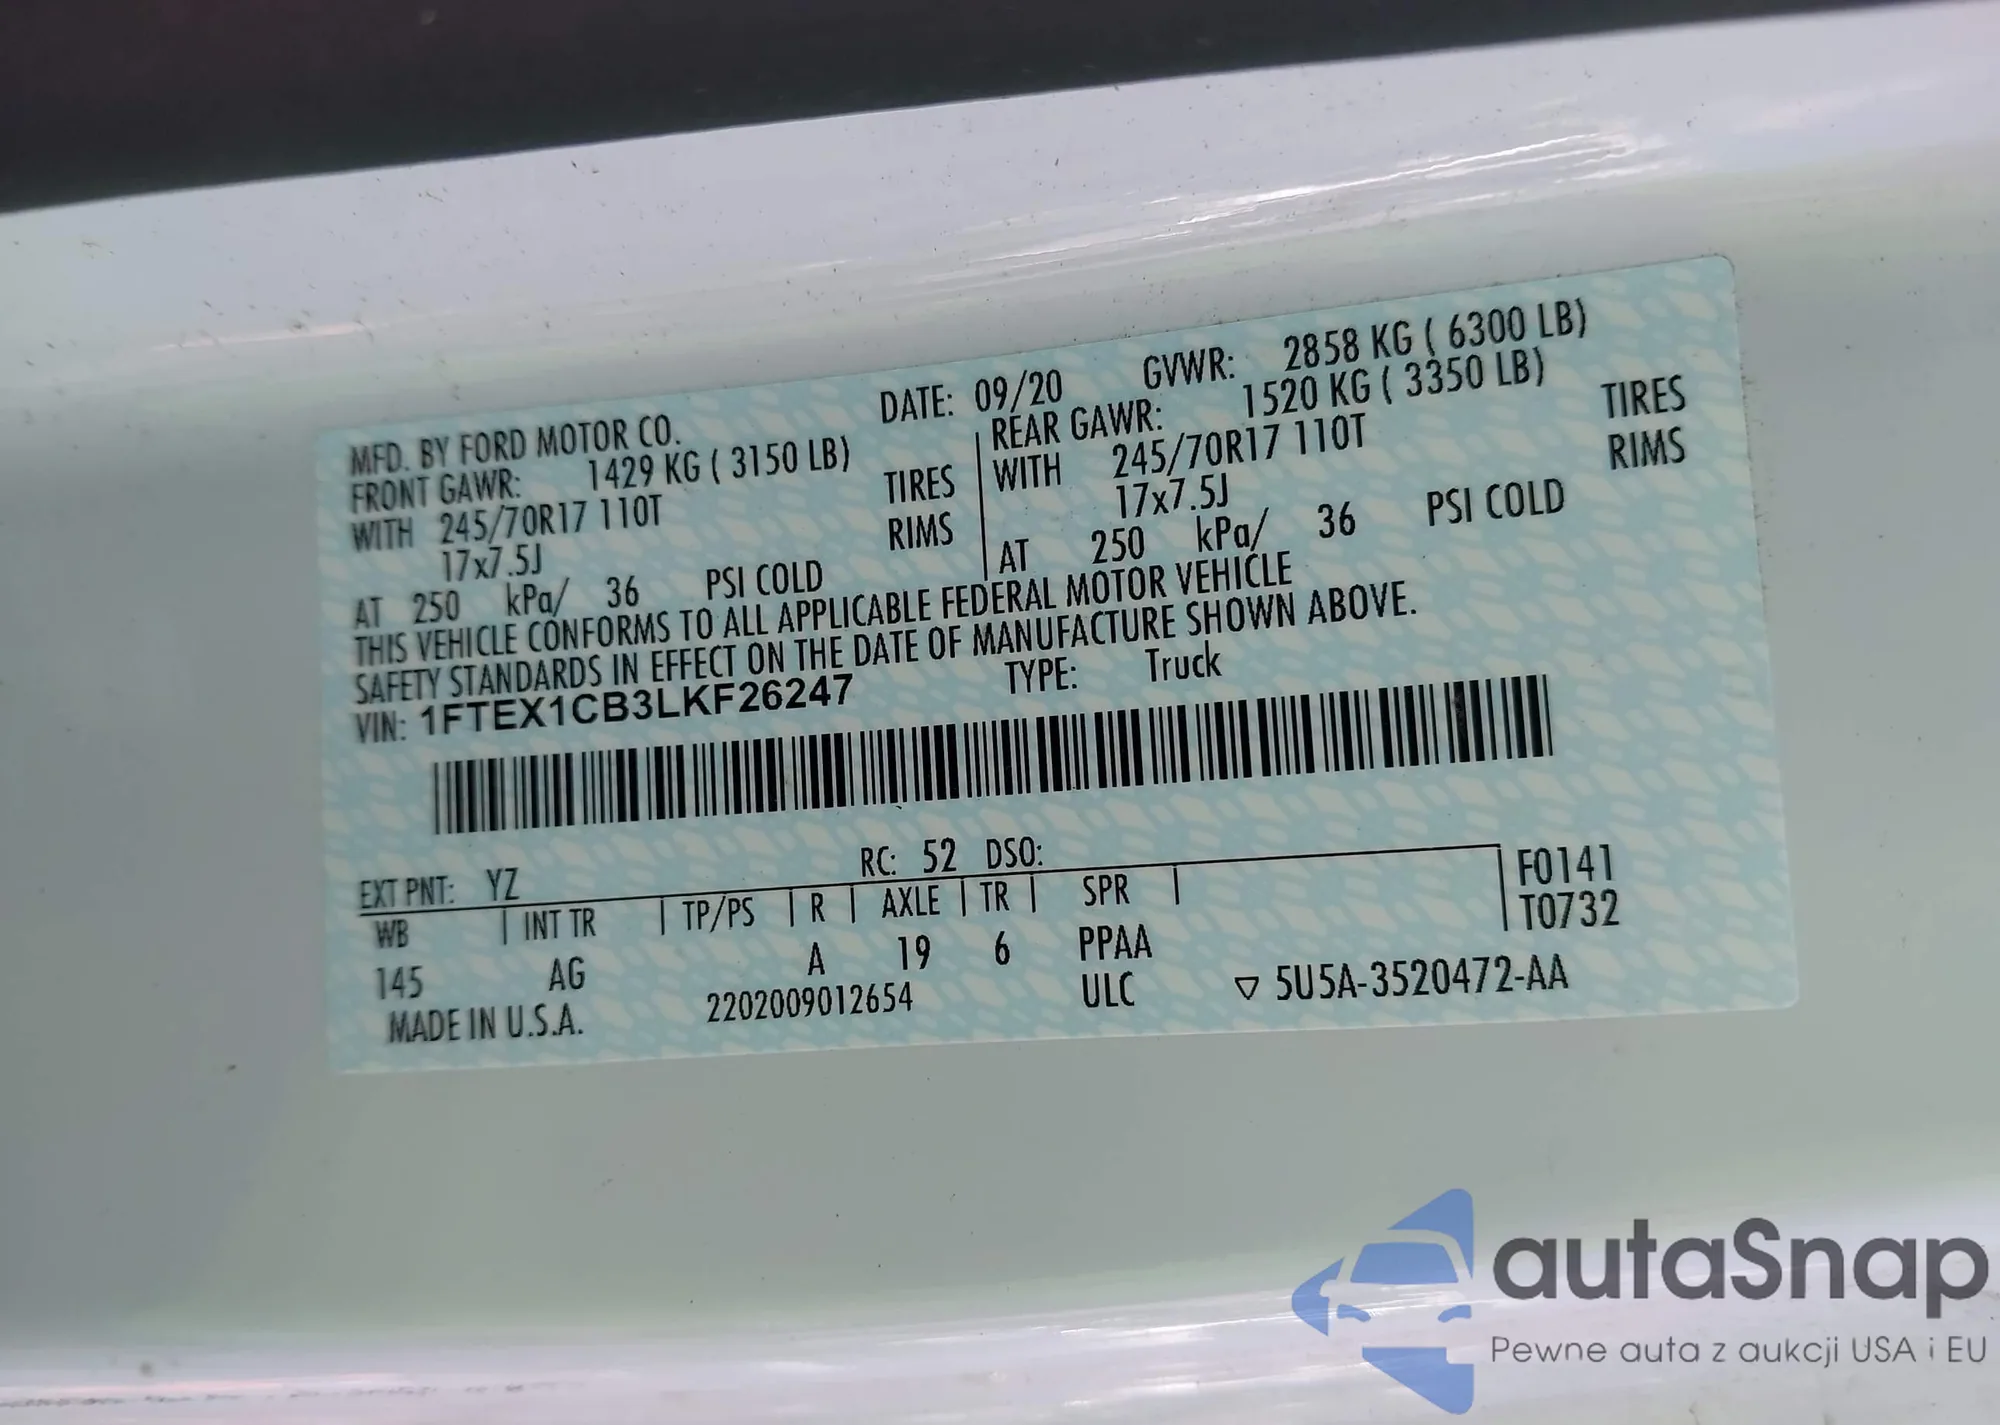 MFD. BY FORD MOTOR CO. DATE: 09/20 GVWR: 2858 KG ( 6300 LB)
FRONT GAWR: 1429 KG ( 3150 LB) REAR GAWR: 1520 KG ( 3350 LB)
WITH 245/70R17 110T TIRES WITH 245/70R17 110T TIRES
17x7.5J RIMS 17x7.5J RIMS
AT 250 kPa/ 36 PSI COLD AT 250 kPa/ 36 PSI COLD
THIS VEHICLE CONFORMS TO ALL APPLICABLE FEDERAL MOTOR VEHICLE
SAFETY STANDARDS IN EFFECT ON THE DATE OF MANUFACTURE SHOWN ABOVE.
VIN: 1FTEX1CB3LKF26247 TYPE: Truck
EXT PNT: YZ RC: 52 DSO:
WB INT TR TP/PS R AXLE TR SPR F0141
145 AG A 19 6 PPAA T0732
MADE IN U.S.A. 2202009012654 ULC ▽ 5U5A-3520472-AA
autaSnap
Pewne auta z aukcji USA i EU